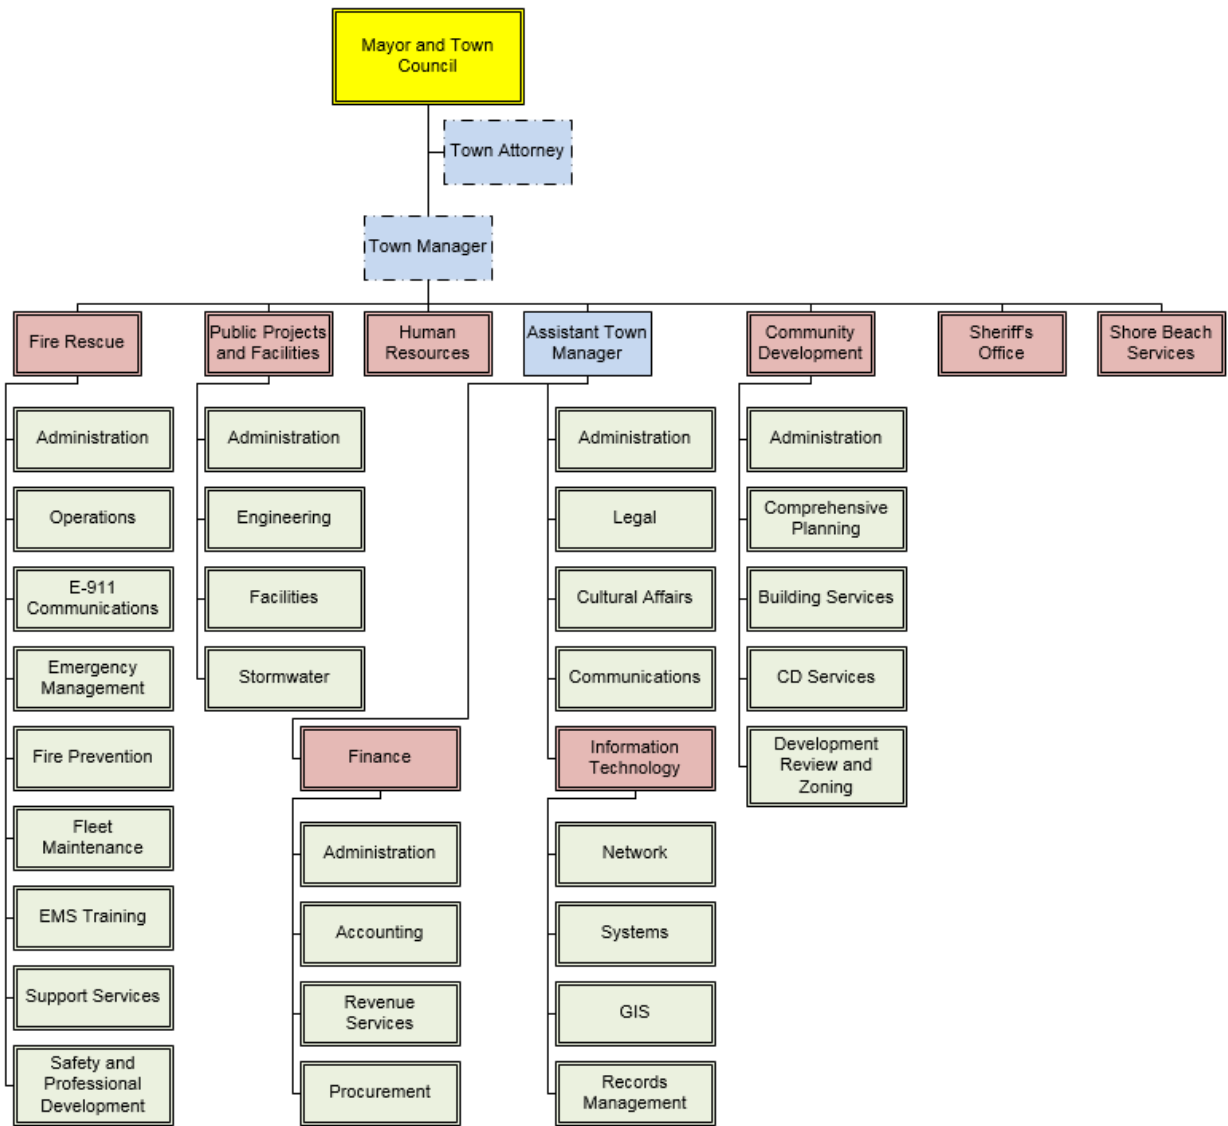 Mayor and Town
Council
Town Attorney
Town Manager
Fire Rescue
Public Projects
and Facilities
Human
Resources
Assistant Town
Manager
Community
Development
Sheriff's
Office
Shore Beach
Services
Administration
Operations
E-911
Communications
Emergency
Management
Fire Prevention
Fleet
Maintenance
EMS Training
Support Services
Safety and
Professional
Development
Administration
Engineering
Facilities
Stormwater
Finance
Administration
Accounting
Revenue
Services
Procurement
Administration
Legal
Cultural Affairs
Communications
Information
Technology
Network
Systems
GIS
Records
Management
Administration
Comprehensive
Planning
Building Services
CD Services
Development
Review and
Zoning